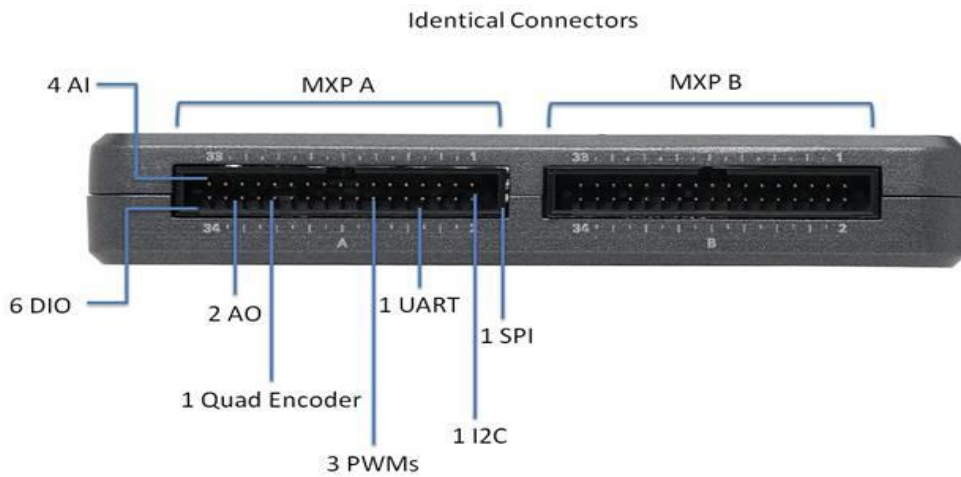 Identical Connectors
MXP A
MXP B
4 AI
33
1
33
1
34
A
2
34
B
2
6 DIO
2 AO
1 UART
1 SPI
1 Quad Encoder
1 I2C
3 PWMs